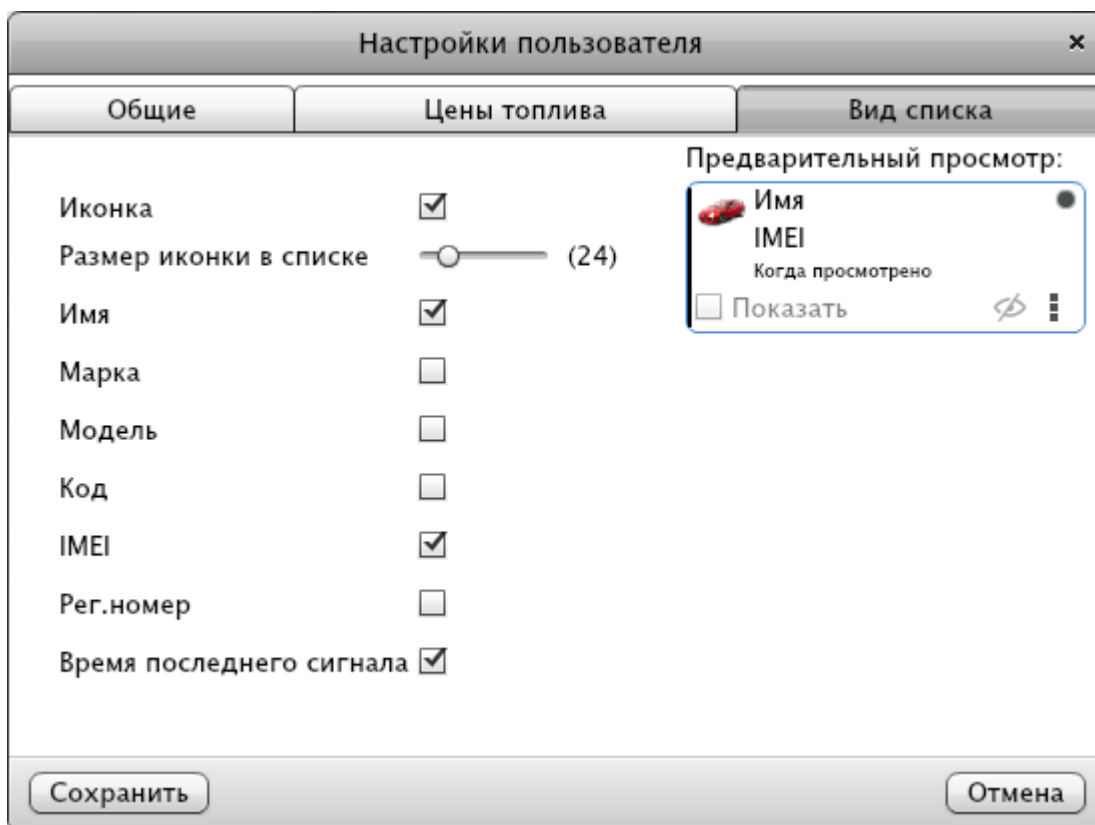 Настройки пользователя
Общие
Цены топлива
Вид списка
Предварительный просмотр:
Иконка
Размер иконки в списке
(24)
Имя
Марка
Модель
Код
IMEI
Рег.номер
Время последнего сигнала
Имя
IMEI
Когда просмотрено
Показать
Сохранить
Отмена